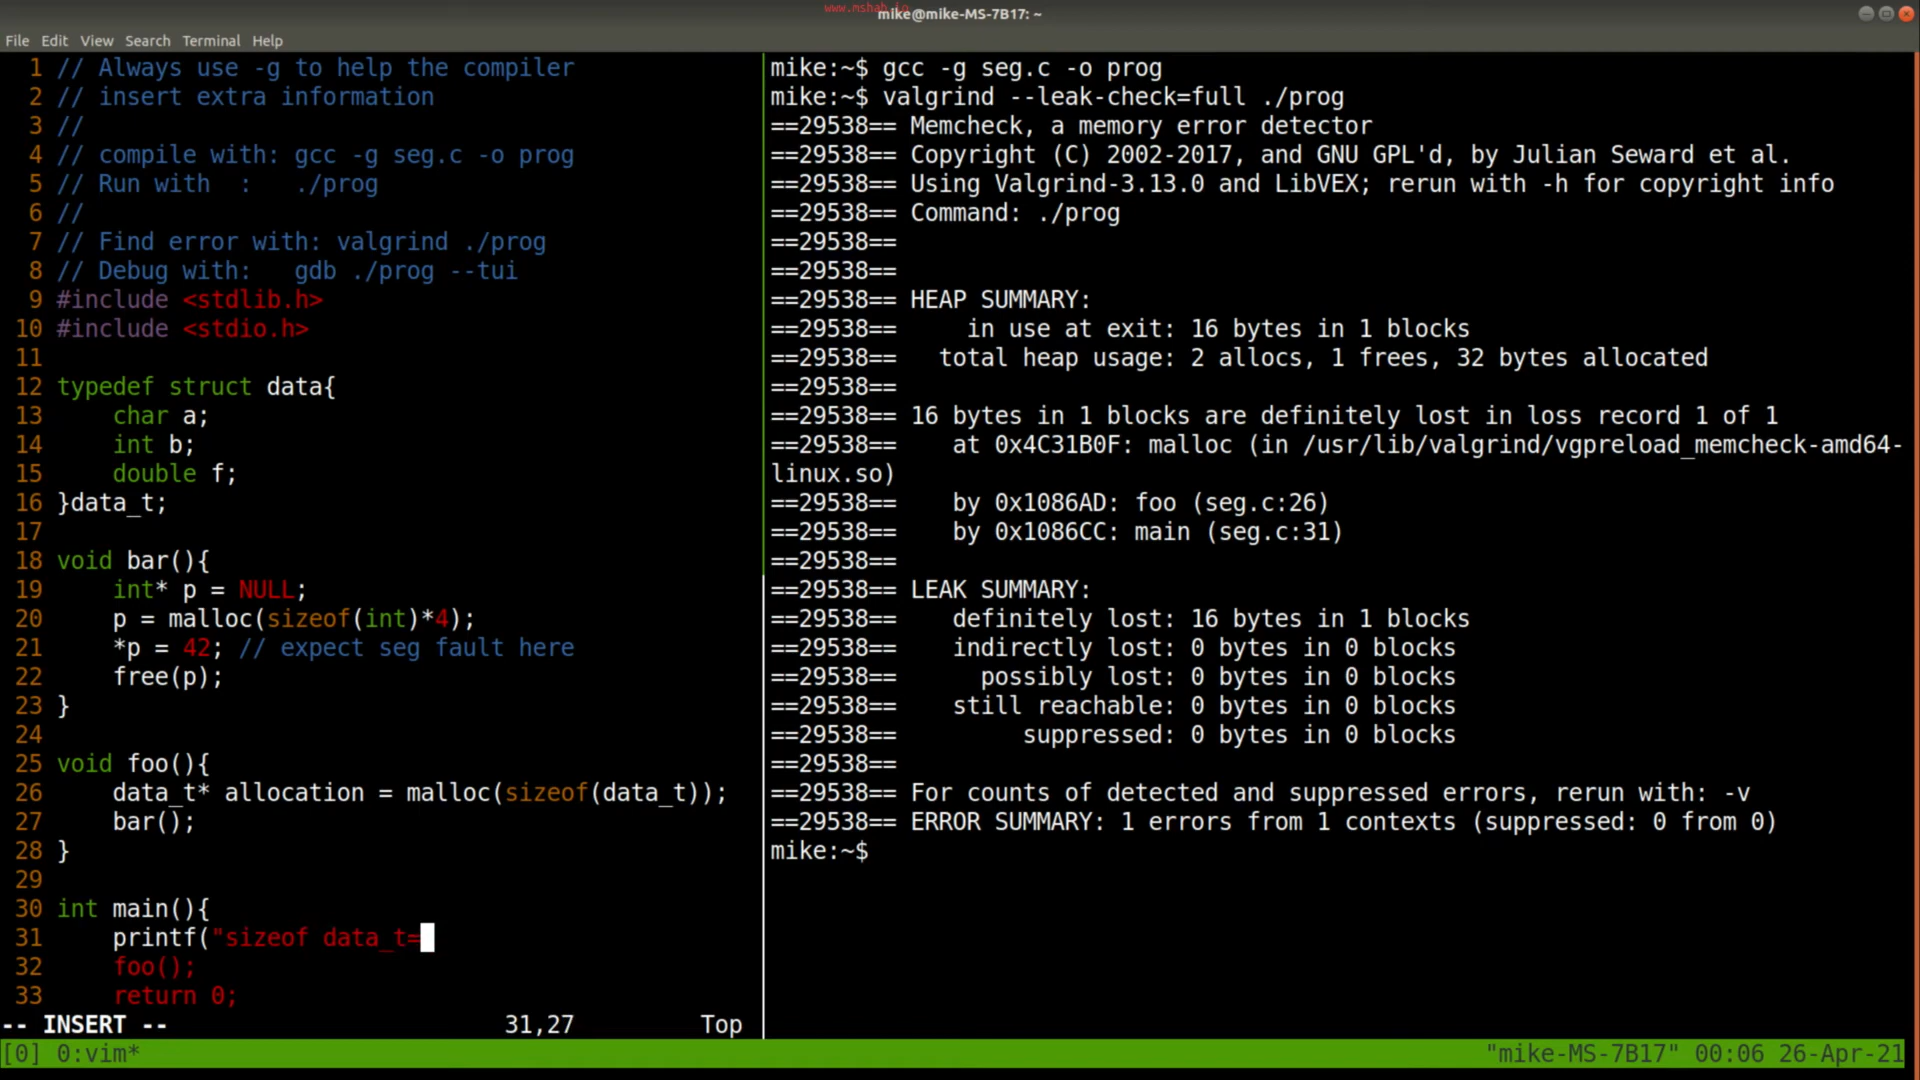 www.mshah.io
mike@mike-MS-7B17: ~
File Edit View Search Terminal Help
1 // Always use -g to help the compiler
2 // insert extra information
3 //
4 // compile with: gcc -g seg.c -o prog
5 // Run with  :   ./prog
6 //
7 // Find error with: valgrind ./prog
8 // Debug with:   gdb ./prog --tui
9 #include <stdlib.h>
10 #include <stdio.h>
11
12 typedef struct data{
13     char a;
14     int b;
15     double f;
16 }data_t;
17
18 void bar(){
19     int* p = NULL;
20     p = malloc(sizeof(int)*4);
21     *p = 42; // expect seg fault here
22     free(p);
23 }
24
25 void foo(){
26     data_t* allocation = malloc(sizeof(data_t));
27     bar();
28 }
29
30 int main(){
31     printf("sizeof data_t=
32     foo();
33     return 0;
-- INSERT --                        31,27         Top
mike:~$ gcc -g seg.c -o prog
mike:~$ valgrind --leak-check=full ./prog
==29538== Memcheck, a memory error detector
==29538== Copyright (C) 2002-2017, and GNU GPL'd, by Julian Seward et al.
==29538== Using Valgrind-3.13.0 and LibVEX; rerun with -h for copyright info
==29538== Command: ./prog
==29538==
==29538==
==29538== HEAP SUMMARY:
==29538==     in use at exit: 16 bytes in 1 blocks
==29538==   total heap usage: 2 allocs, 1 frees, 32 bytes allocated
==29538==
==29538== 16 bytes in 1 blocks are definitely lost in loss record 1 of 1
==29538==    at 0x4C31B0F: malloc (in /usr/lib/valgrind/vgpreload_memcheck-amd64-
linux.so)
==29538==    by 0x1086AD: foo (seg.c:26)
==29538==    by 0x1086CC: main (seg.c:31)
==29538==
==29538== LEAK SUMMARY:
==29538==    definitely lost: 16 bytes in 1 blocks
==29538==    indirectly lost: 0 bytes in 0 blocks
==29538==      possibly lost: 0 bytes in 0 blocks
==29538==    still reachable: 0 bytes in 0 blocks
==29538==         suppressed: 0 bytes in 0 blocks
==29538==
==29538== For counts of detected and suppressed errors, rerun with: -v
==29538== ERROR SUMMARY: 1 errors from 1 contexts (suppressed: 0 from 0)
mike:~$
[0] 0:vim*    "mike-MS-7B17" 00:06 26-Apr-21